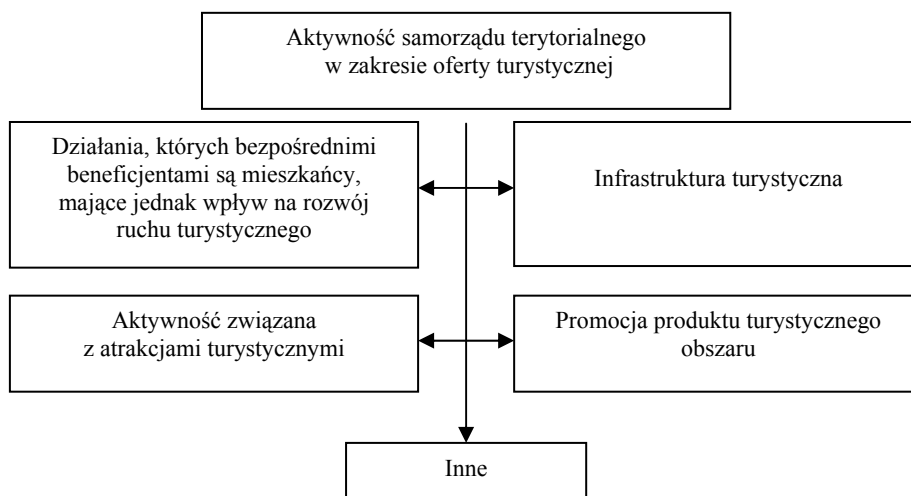 Aktywność samorządu terytorialnego
w zakresie oferty turystycznej
Działania, których bezpośrednimi
beneficjentami są mieszkańcy,
mające jednak wpływ na rozwój
ruchu turystycznego
Infrastruktura turystyczna
Aktywność związana
z atrakcjami turystycznymi
Promocja produktu turystycznego
obszaru
Inne